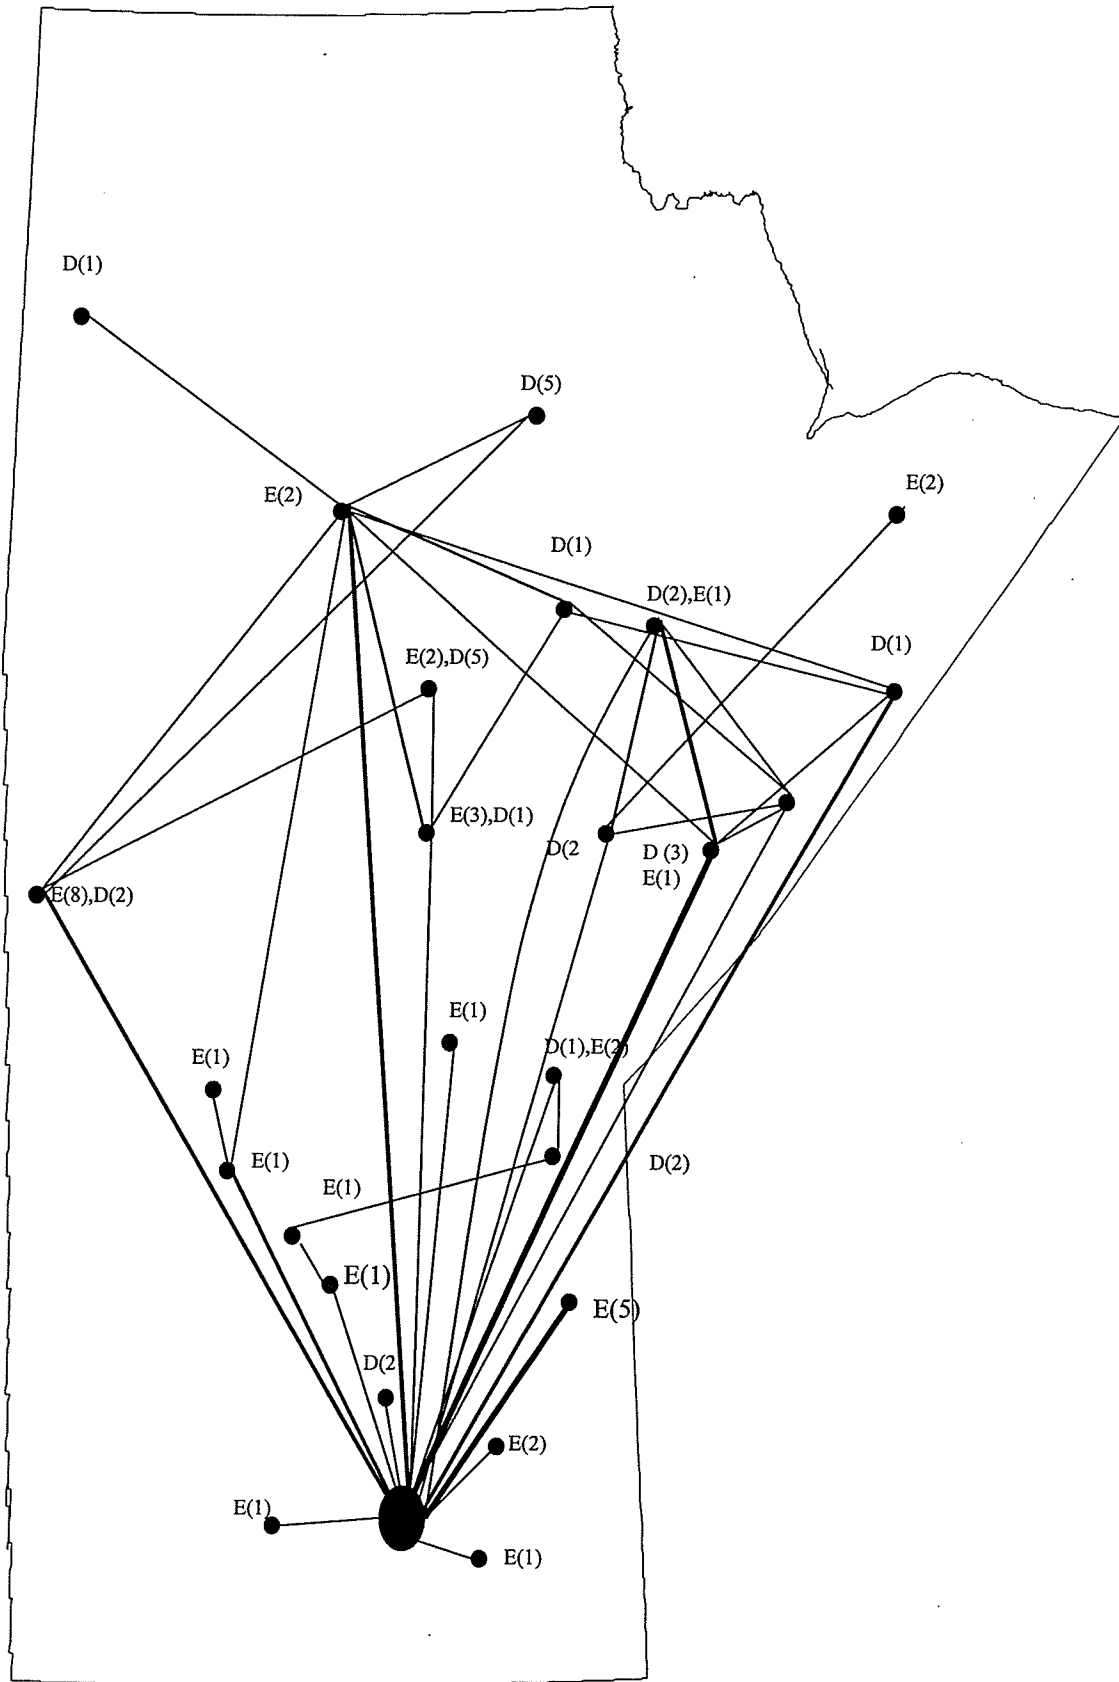 D(1)
D(5)
E(2)
E(2)
D(1)
D(2),E(1)
D(1)
E(2),D(5)
E(3),D(1)
D(2
D (3)
E(1)
E(8),D(2)
E(1)
D(1),E(2)
E(1)
E(1)
D(2)
E(1)
E(1)
E(5)
D(2
E(2)
E(1)
E(1)